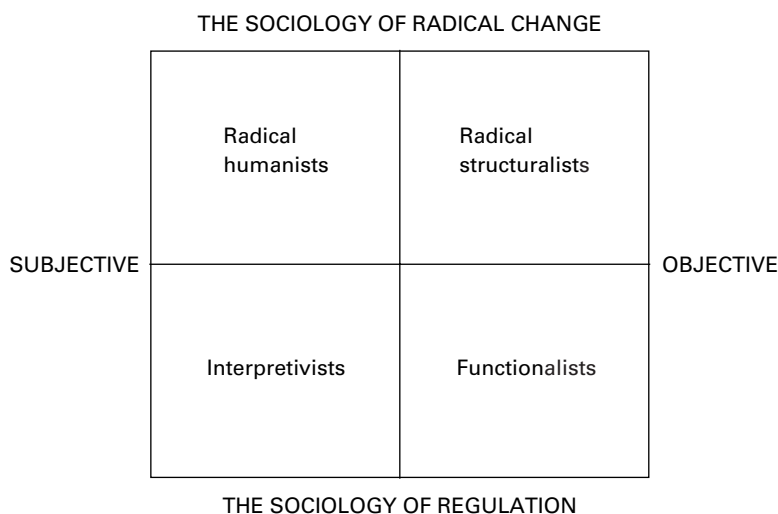 THE SOCIOLOGY OF RADICAL CHANGE
Radical
humanists
Radical
structuralists
SUBJECTIVE
OBJECTIVE
Interpretivists
Functionalists
THE SOCIOLOGY OF REGULATION